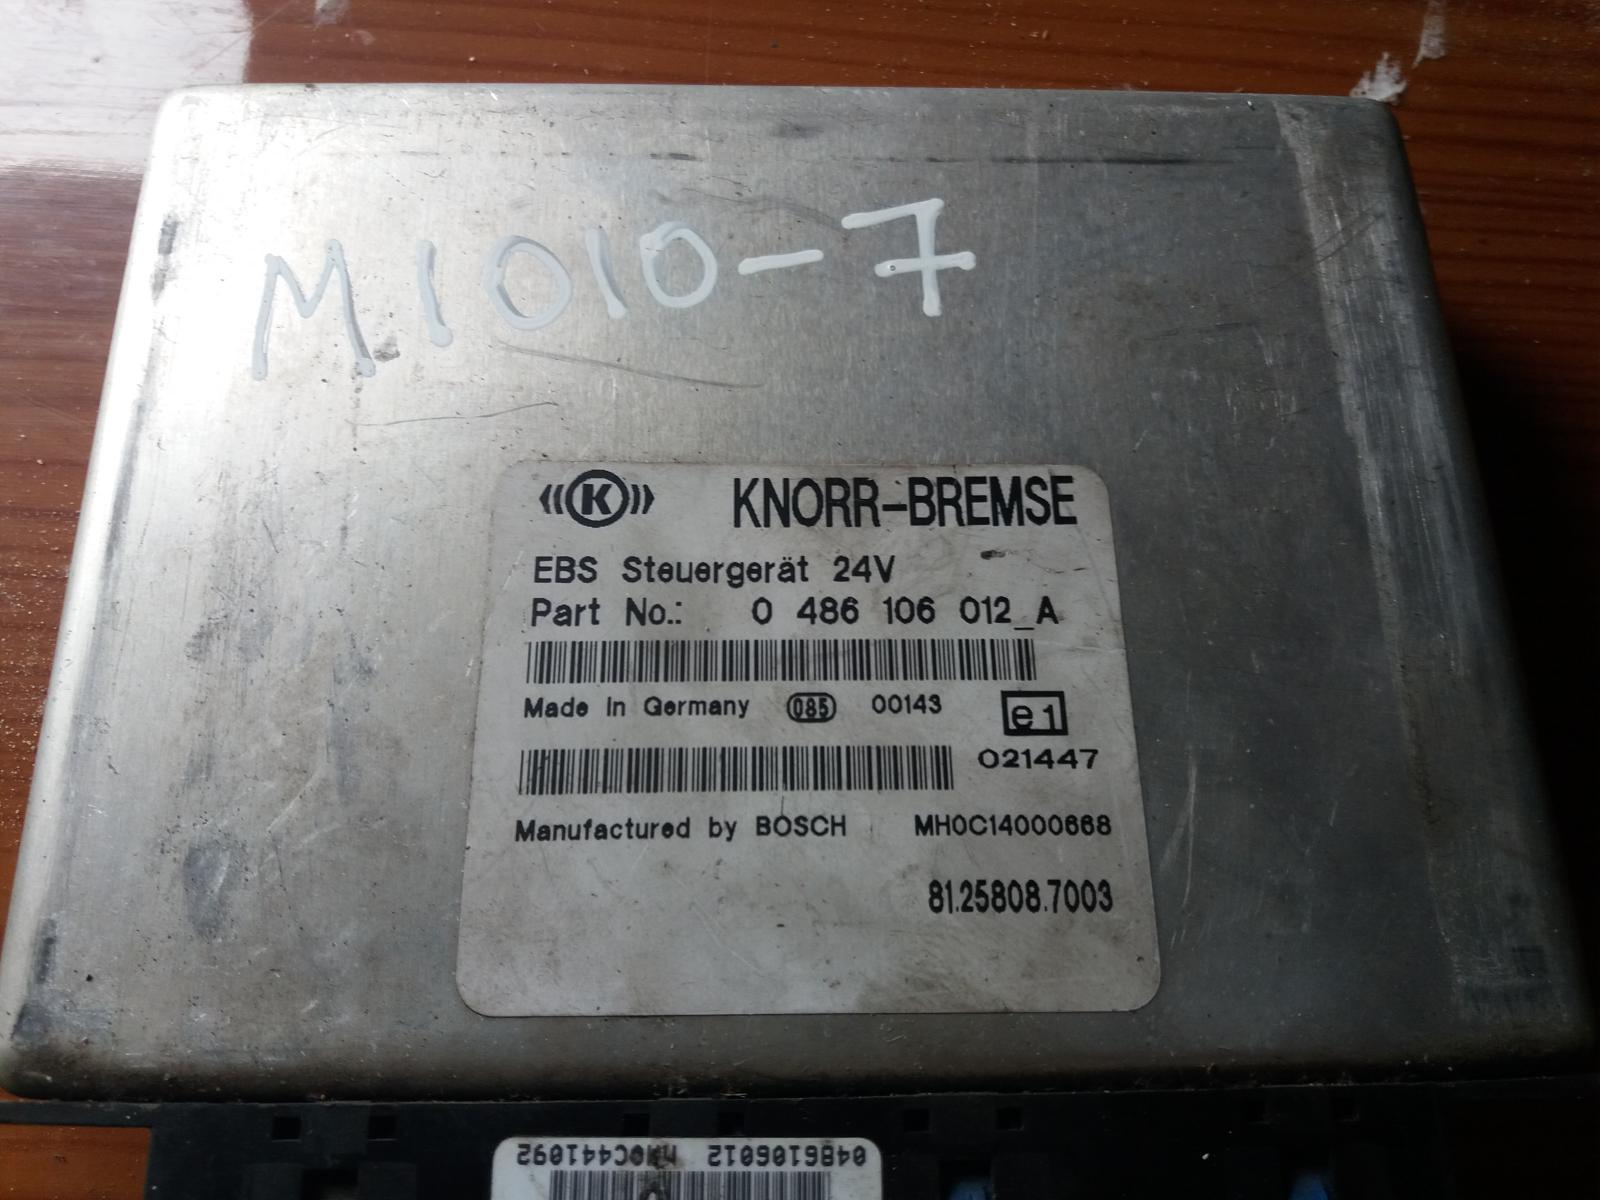 M1010-7
K KNORR-BREMSE
EBS Steuergerät 24V
Part No.: 0 486 106 012_A
Made in Germany 085 00143 e1
021447
Manufactured by BOSCH MH0C14000668
81.25808.7003
0486106012 MH0C441092